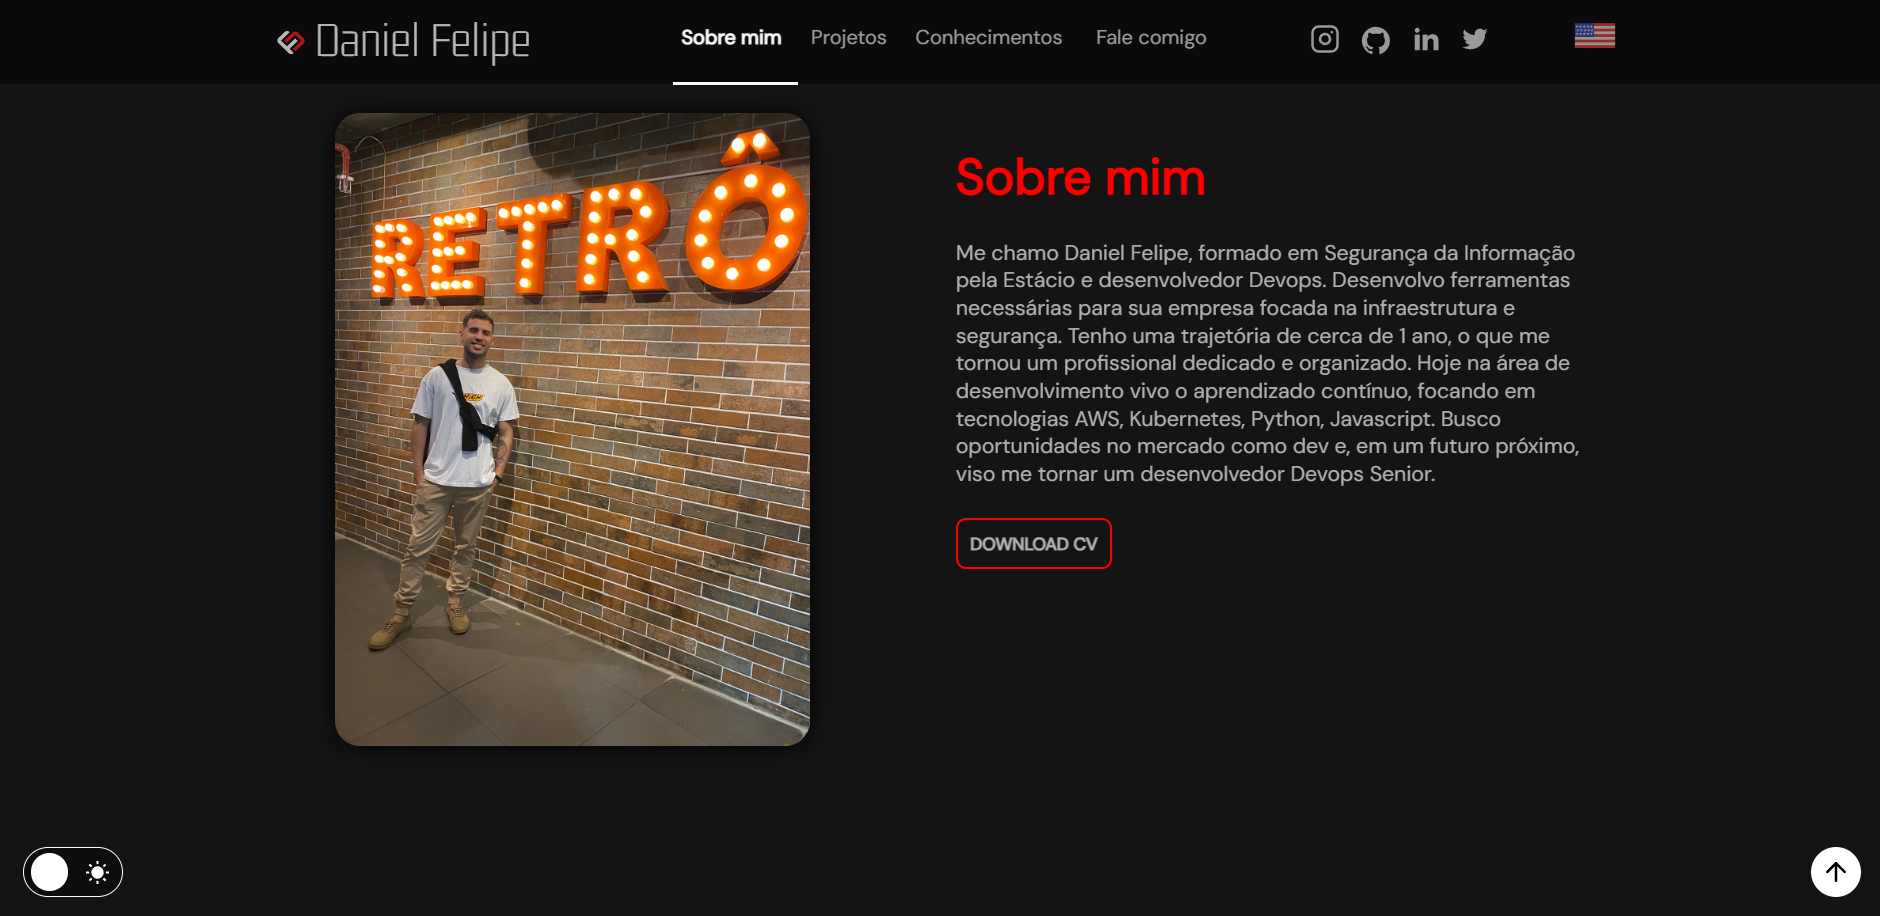 Daniel Felipe
Sobre mim
Projetos
Conhecimentos
Fale comigo
RETRÔ
Sobre mim
Me chamo Daniel Felipe, formado em Segurança da Informação
pela Estácio e desenvolvedor Devops. Desenvolvo ferramentas
necessárias para sua empresa focada na infraestrutura e
segurança. Tenho uma trajetória de cerca de 1 ano, o que me
tornou um profissional dedicado e organizado. Hoje na área de
desenvolvimento vivo o aprendizado contínuo, focando em
tecnologias AWS, Kubernetes, Python, Javascript. Busco
oportunidades no mercado como dev e, em um futuro próximo,
viso me tornar um desenvolvedor Devops Senior.
DOWNLOAD CV